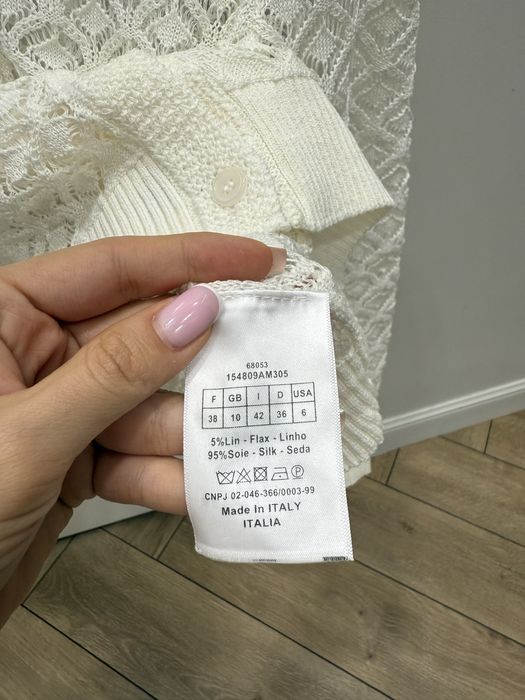 68053
154809AM305
F GB I D USA
38 10 42 36 6
5%Lin - Flax - Linho
95%Soie - Silk - Seda
CNPJ 02-046-366/0003-99
Made In ITALY
ITALIA